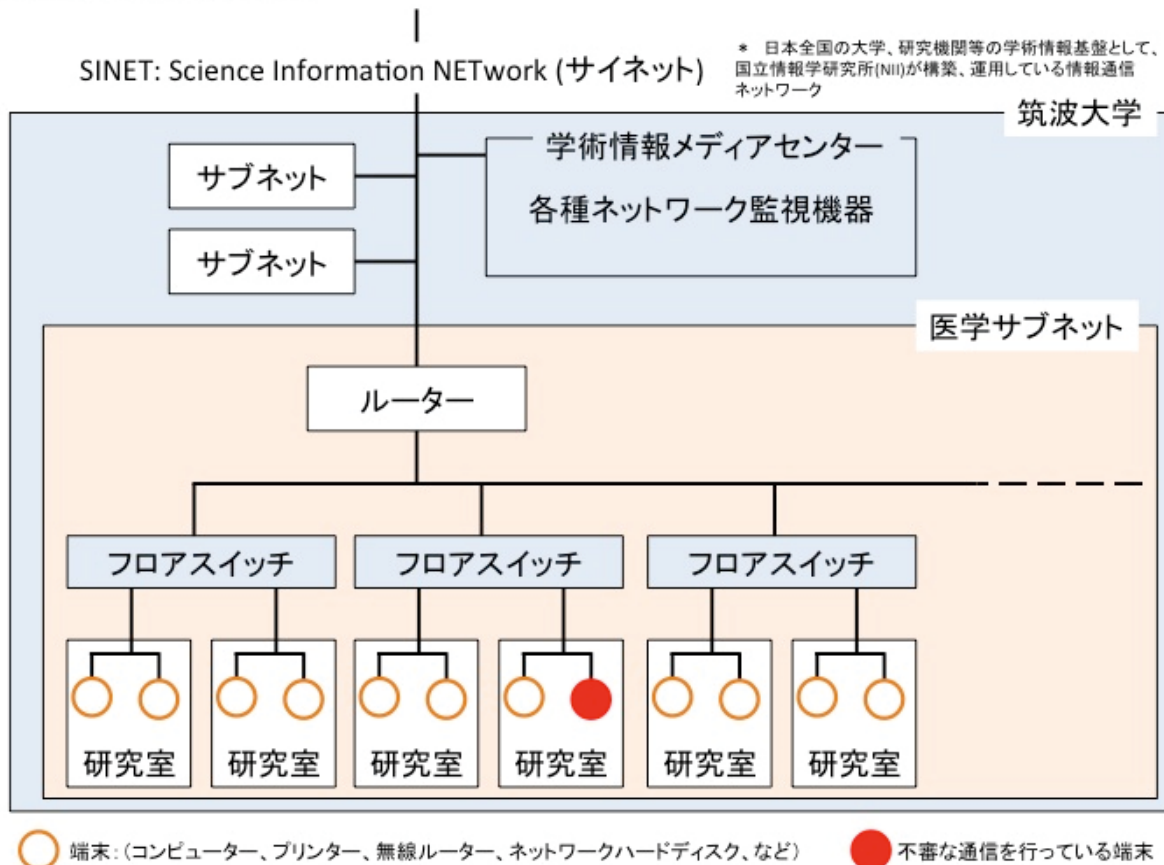 SINET: Science Information NETwork (サイネット)
* 日本全国の大学、研究機関等の学術情報基盤として、
国立情報学研究所(NII)が構築、運用している情報通信
ネットワーク
筑波大学
学術情報メディアセンター
各種ネットワーク監視機器
サブネット
サブネット
医学サブネット
ルーター
フロアスイッチ
フロアスイッチ
フロアスイッチ
研究室
研究室
研究室
研究室
研究室
研究室
端末:(コンピューター、プリンター、無線ルーター、ネットワークハードディスク、など)
不審な通信を行っている端末